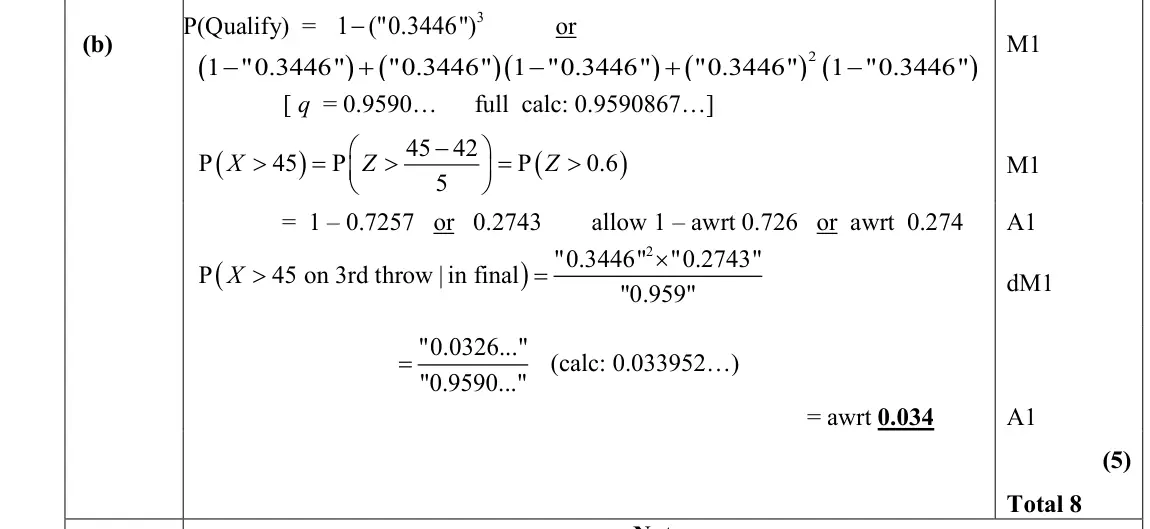 (b) P(Qualify) = 1−("0.3446")³ or M1
(1−"0.3446")+("0.3446")(1−"0.3446")+("0.3446")²(1−"0.3446")
[ q = 0.9590… full calc: 0.9590867…]
P(X > 45) = P(Z > (45−42)/5) = P(Z > 0.6) M1
= 1 – 0.7257 or 0.2743 allow 1 – awrt 0.726 or awrt 0.274 A1
P(X > 45 on 3rd throw | in final) = ("0.3446"²×"0.2743")/"0.959" dM1
= "0.0326..."/"0.9590..." (calc: 0.033952…)
= awrt 0.034 A1
(5)
Total 8